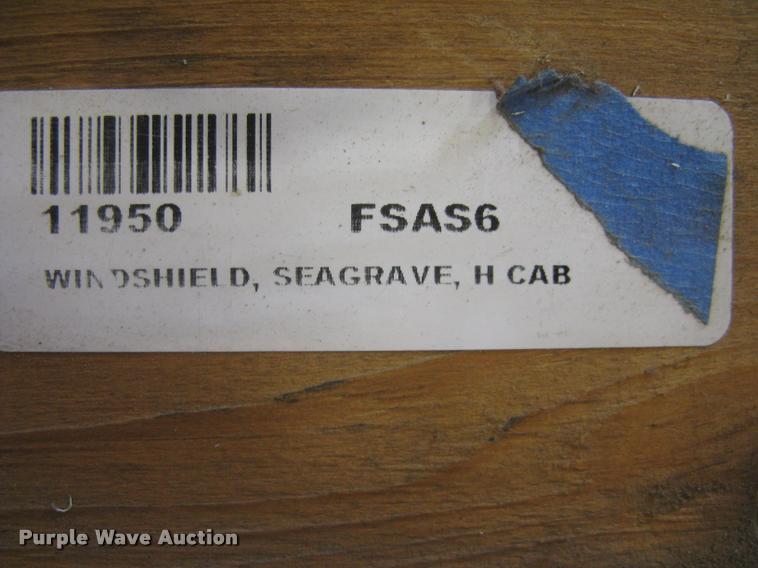 11950 FSAS6
WINDSHIELD, SEAGRAVE, H CAB
Purple Wave Auction